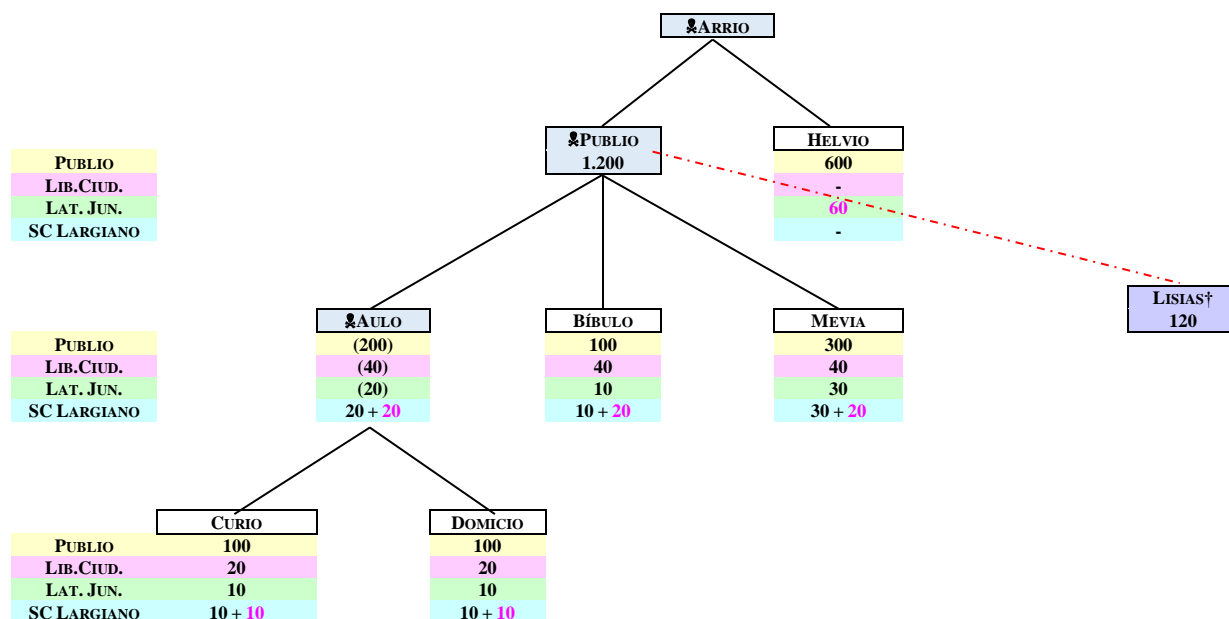 ☠ARRIO
☠PUBLIO HELVIO
PUBLIO 1.200 600
LIB.CIUD. -
LAT. JUN. 60
SC LARGIANO -
LISIAS†
120
☠AULO BÍBULO MEVIA
PUBLIO (200) 100 300
LIB.CIUD. (40) 40 40
LAT. JUN. (20) 10 30
SC LARGIANO 20 + 20 10 + 20 30 + 20
CURIO DOMICIO
PUBLIO 100 100
LIB.CIUD. 20 20
LAT. JUN. 10 10
SC LARGIANO 10 + 10 10 + 10